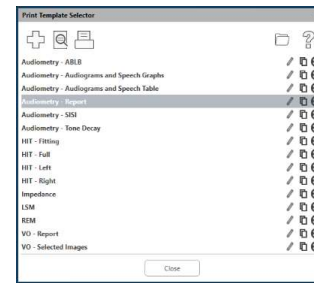 Print Template Selector
Audiometry - ABLB
Audiometry - Audiograms and Speech Graphs
Audiometry - Audiograms and Speech Table
Audiometry - Report
Audiometry - SISI
Audiometry - Tone Decay
HIT - Fitting
HIT - Full
HIT - Left
HIT - Right
Impedance
LSM
REM
VO - Report
VO - Selected Images
Close